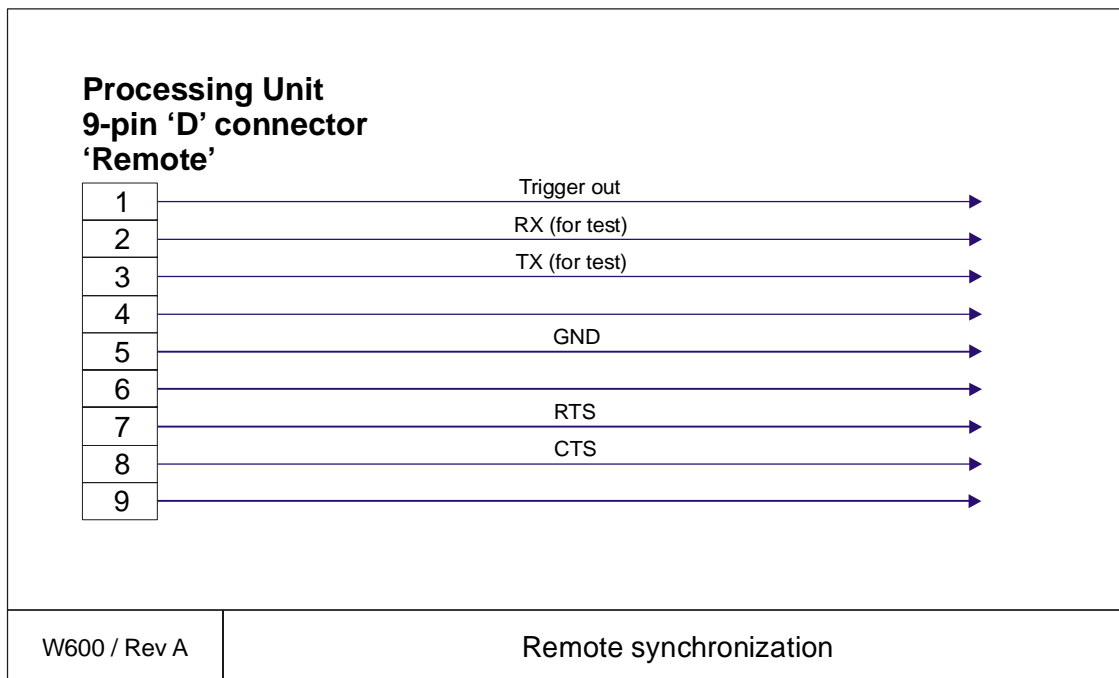 Processing Unit
9-pin ‘D’ connector
‘Remote’
1
Trigger out
2
RX (for test)
3
TX (for test)
4
5
GND
6
7
RTS
8
CTS
9
W600 / Rev A
Remote synchronization